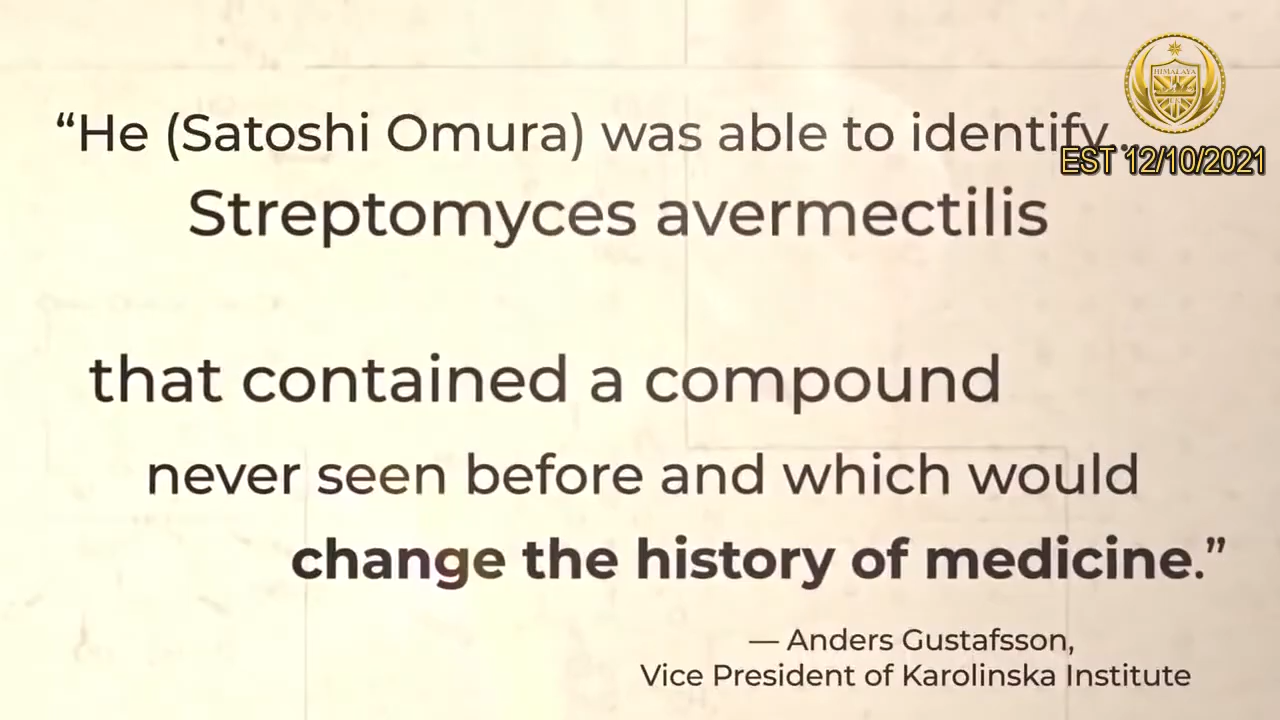 “He (Satoshi Omura) was able to identify...
HIMALAYA
EST 12/10/2021
Streptomyces avermectilis
that contained a compound
never seen before and which would
change the history of medicine.”
— Anders Gustafsson,
Vice President of Karolinska Institute